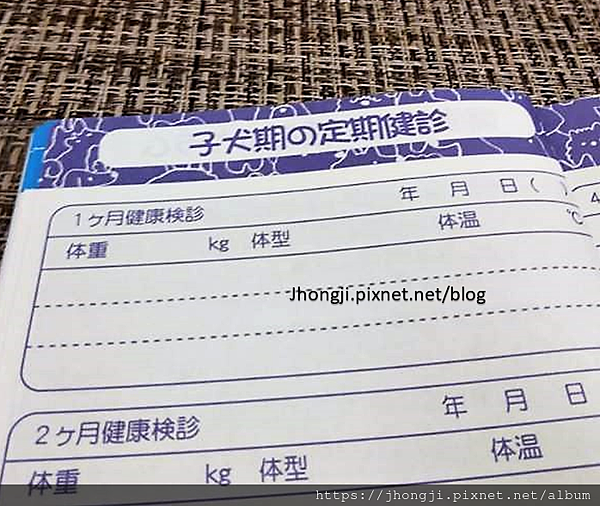 子犬期の定期健診
1ヶ月健康検診 年 月 日(
体重 kg 体型 体温 ℃
Jhongji.pixnet.net/blog
2ヶ月健康検診 年 月 日
体重 kg 体型 体温
https://jhongji.pixnet.net/album